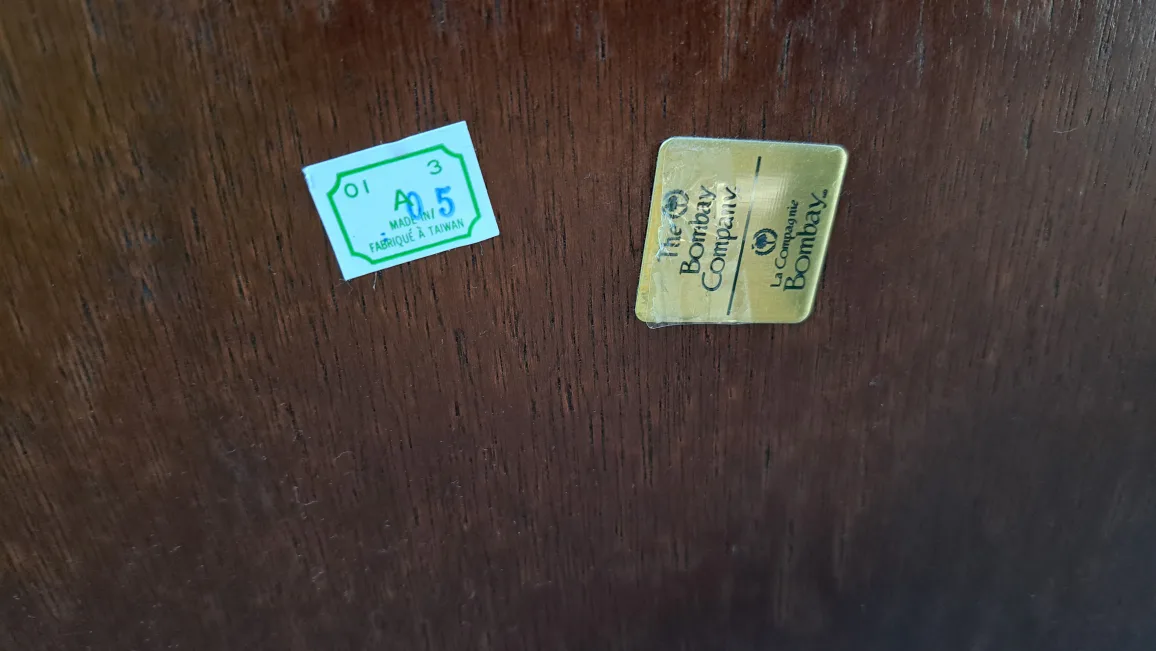 01 3
A
0.5
MADE IN/
FABRIQUÉ À TAIWAN
The
Bombay
Company
La Compagnie
Bombay